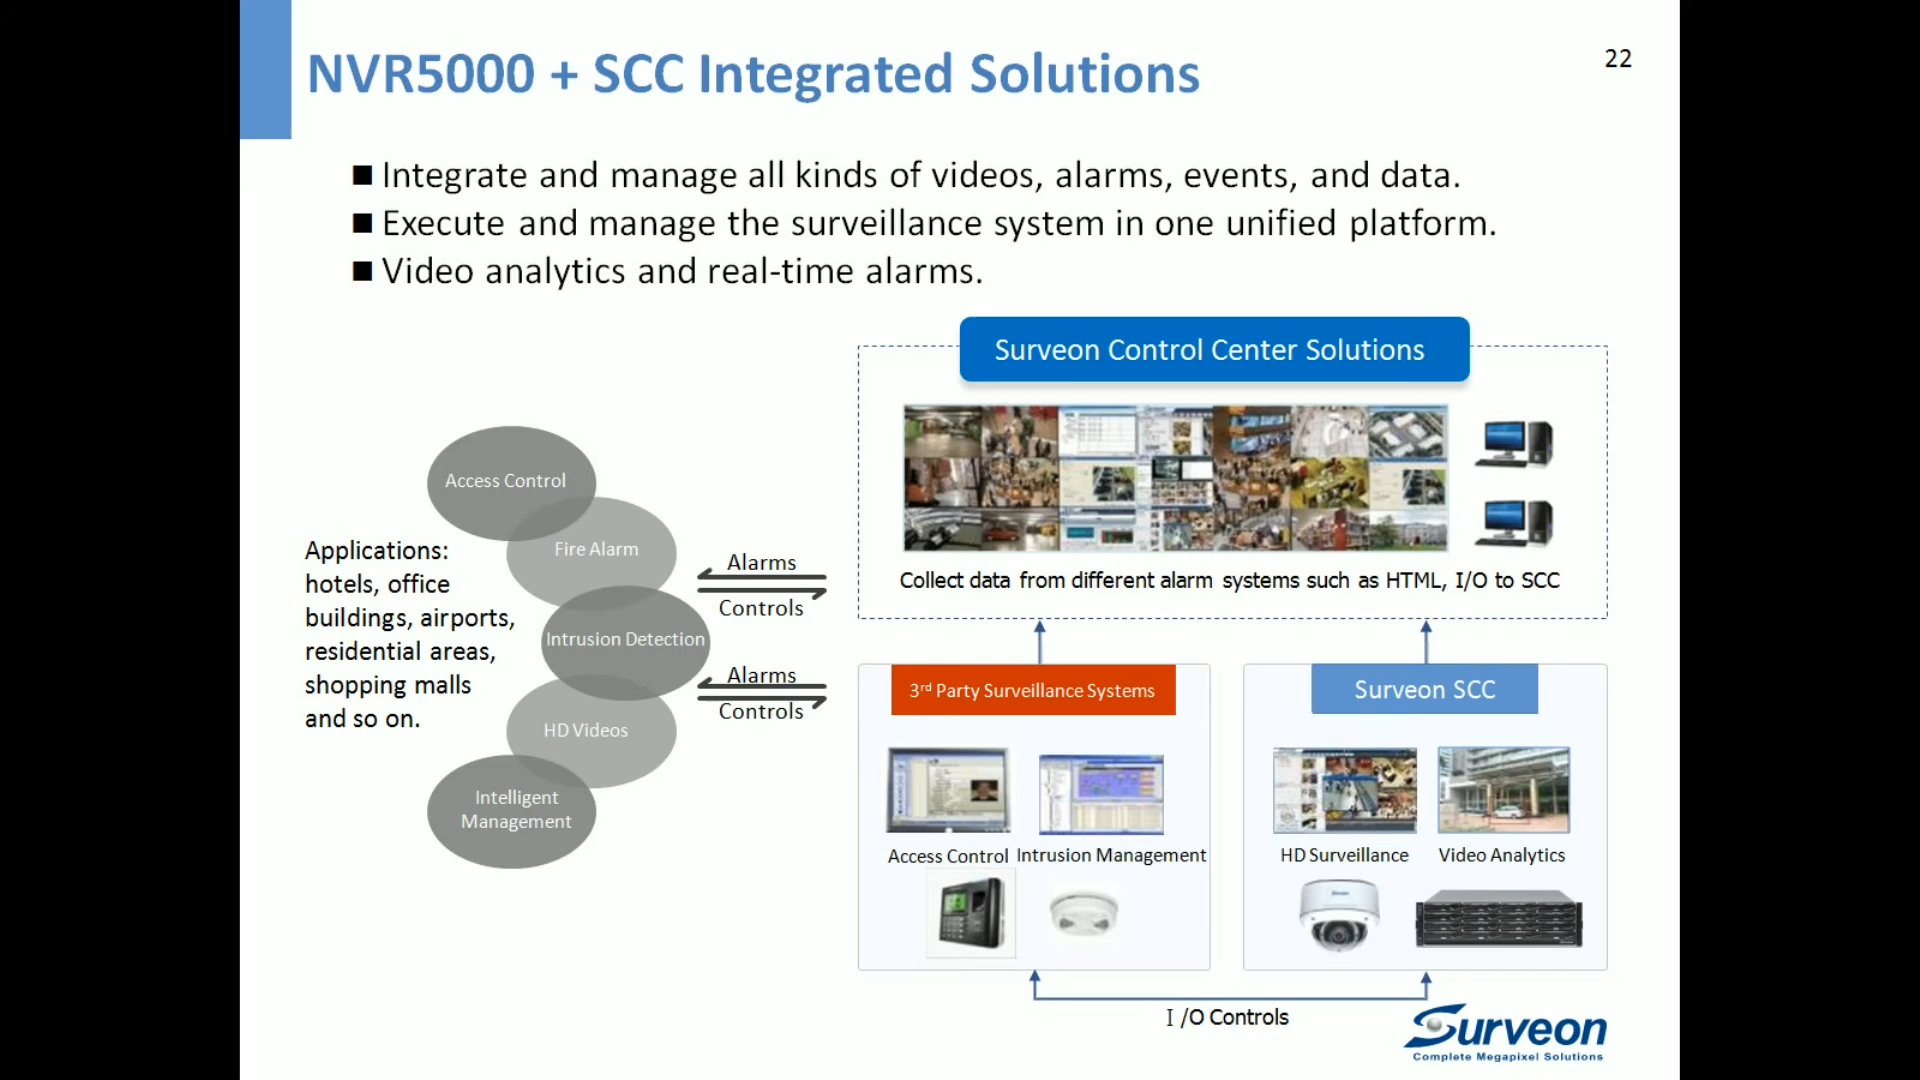 NVR5000 + SCC Integrated Solutions
22
■ Integrate and manage all kinds of videos, alarms, events, and data.
■ Execute and manage the surveillance system in one unified platform.
■ Video analytics and real-time alarms.
Surveon Control Center Solutions
Collect data from different alarm systems such as HTML, I/O to SCC
Access Control
Fire Alarm
Intrusion Detection
HD Videos
Intelligent
Management
Applications:
hotels, office
buildings, airports,
residential areas,
shopping malls
and so on.
Alarms
Controls
Alarms
Controls
3rd Party Surveillance Systems
Access Control
Intrusion Management
Surveon SCC
HD Surveillance
Video Analytics
I /O Controls
Surveon
Complete Megapixel Solutions